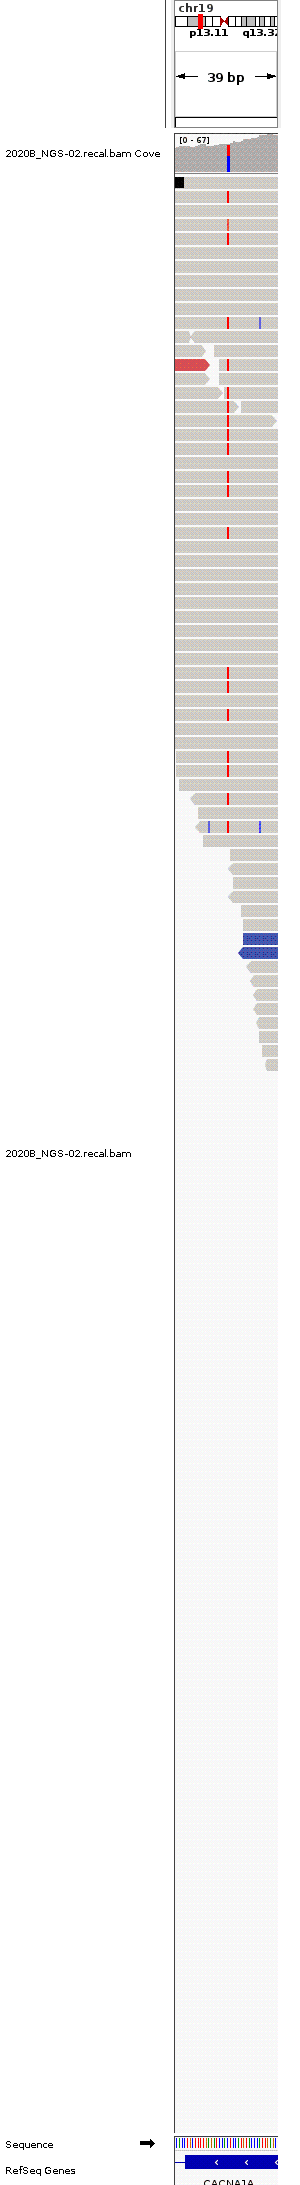 chr19
p13.11 q13.32
39 bp
[0 - 67]
2020B_NGS-02.recal.bam Cove
2020B_NGS-02.recal.bam
Sequence
RefSeq Genes
CACNA1A